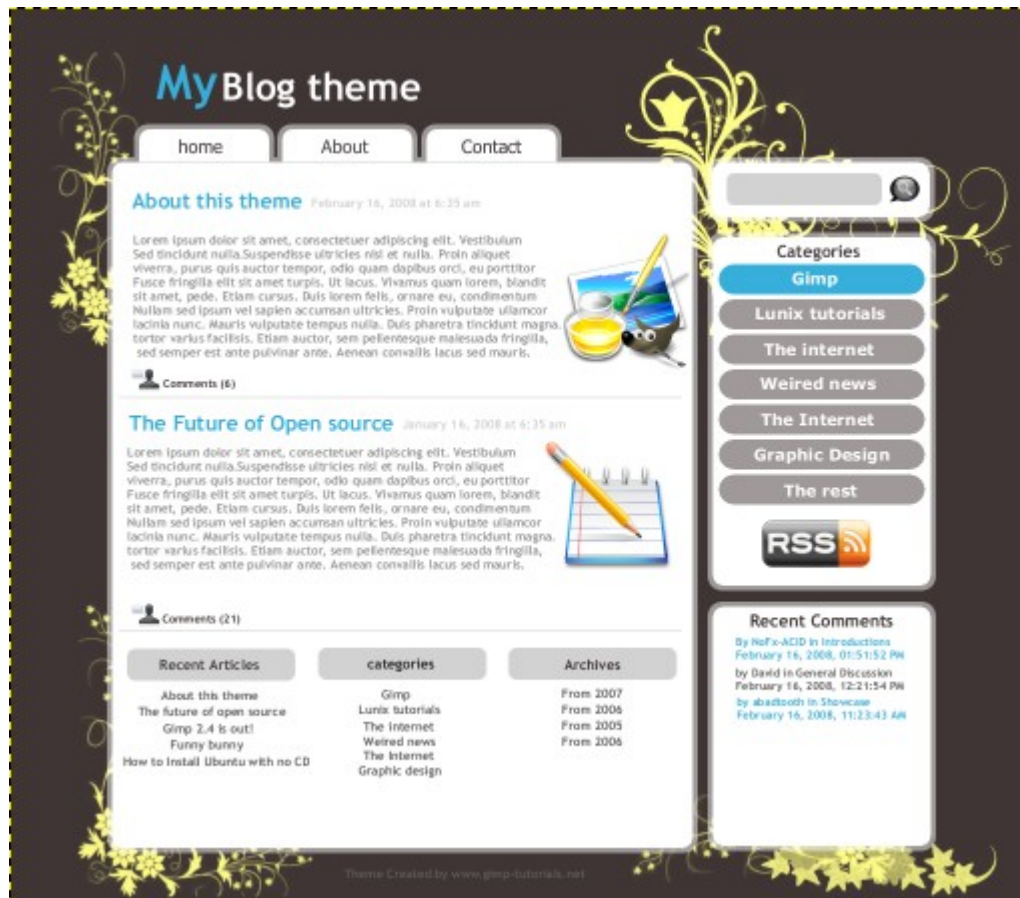 My Blog theme
home About Contact
About this theme February 16, 2008 at 6:35 am
Lorem ipsum dolor sit amet, consectetuer adipiscing elit. Vestibulum
Sed tincidunt nulla.Suspendisse ultricies nisl et nulla. Proin aliquet
viverra, purus quis auctor tempor, odio quam dapibus orci, eu porttitor
Fusce fringilla elit sit amet turpis. Ut lacus. Vivamus quam lorem, blandit
sit amet, pede. Etiam cursus. Duis lorem felis, ornare eu, condimentum
Nullam sed ipsum vel sapien accumsan ultricies. Proin vulputate ullamcor
lacinia nunc. Mauris vulputate tempus nulla. Duis pharetra tincidunt magna.
tortor varius facilisis. Etiam auctor, sem pellentesque malesuada fringilla,
sed semper est ante pulvinar ante. Aenean convallis lacus sed mauris.
Comments (6)
The Future of Open source January 16, 2008 at 6:35 am
Lorem ipsum dolor sit amet, consectetuer adipiscing elit. Vestibulum
Sed tincidunt nulla.Suspendisse ultricies nisl et nulla. Proin aliquet
viverra, purus quis auctor tempor, odio quam dapibus orci, eu porttitor
Fusce fringilla elit sit amet turpis. Ut lacus. Vivamus quam lorem, blandit
sit amet, pede. Etiam cursus. Duis lorem felis, ornare eu, condimentum
Nullam sed ipsum vel sapien accumsan ultricies. Proin vulputate ullamcor
lacinia nunc. Mauris vulputate tempus nulla. Duis pharetra tincidunt magna.
tortor varius facilisis. Etiam auctor, sem pellentesque malesuada fringilla,
sed semper est ante pulvinar ante. Aenean convallis lacus sed mauris.
Comments (21)
Recent Articles
About this theme
The future of open source
Gimp 2.4 is out!
Funny bunny
How to Install Ubuntu with no CD
categories
Gimp
Lunix tutorials
The internet
Weired news
The Internet
Graphic design
Archives
From 2007
From 2006
From 2005
From 2006
Categories
Gimp
Lunix tutorials
The internet
Weired news
The Internet
Graphic Design
The rest
RSS
Recent Comments
By NoFx-ACID in Introductions
February 16, 2008, 01:51:52 PM
by David in General Discussion
February 16, 2008, 12:21:54 PM
by abadtooth in Showcase
February 16, 2008, 11:23:43 AM
Theme Created by www.gimp-tutorials.net